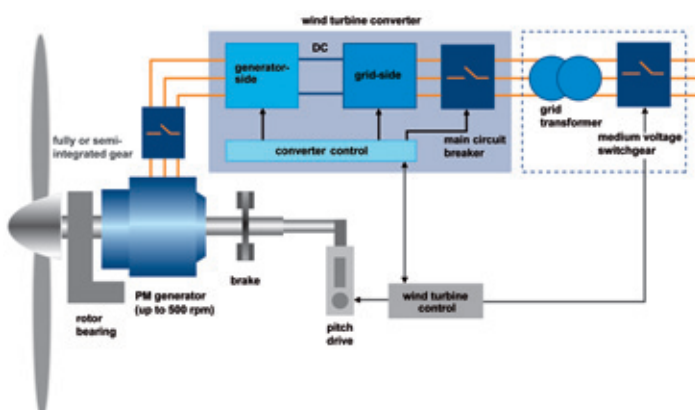 wind turbine converter
DC
generator-
side
grid-side
grid
transformer
fully or semi-
integrated gear
converter control
main circuit
breaker
medium voltage
switchgear
brake
PM generator
(up to 500 rpm)
rotor
bearing
wind turbine
control
pitch
drive